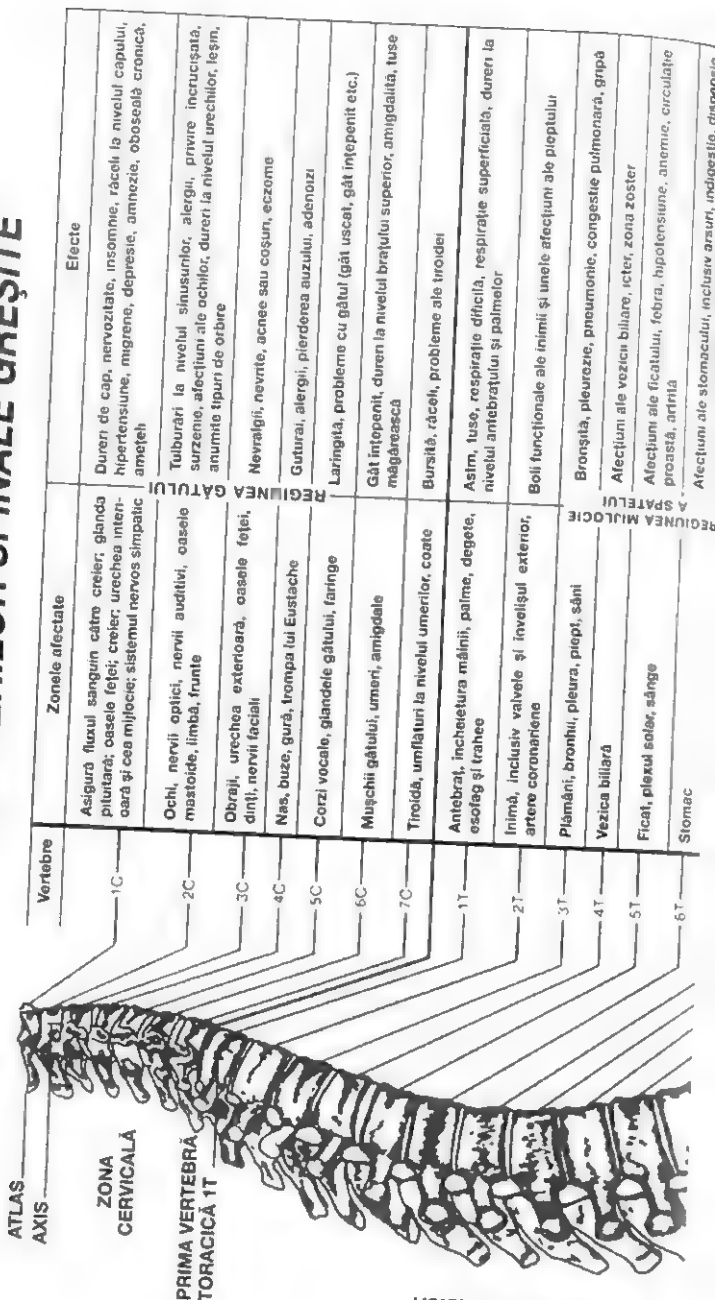 SPINALE GREȘITE
Vertebre
Zonele afectate
Efecte
ATLAS
AXIS
ZONA
CERVICALĂ
PRIMA VERTEBRĂ
TORACICĂ 1T
REGIUNEA GÂTULUI
REGIUNEA MIJLOCIE
A SPATELUI
1C
Asigură fluxul sanguin către creier; glanda
pituitară; oasele feței; creier; urechea interi-
oară și cea mijlocie; sistemul nervos simpatic
Dureri de cap, nervozitate, insomnie, răceli la nivelul capului,
hipertensiune, migrene, depresie, amnezie, oboseală cronică,
amețeli
2C
Ochi, nervii optici, nervii auditivi, oasele
mastoide, limbă, frunte
Tulburări la nivelul sinusurilor, alergii, privire încrucișată,
surzenie, afecțiuni ale ochilor, dureri la nivelul urechilor, leșin,
anumite tipuri de orbire
3C
Obraji, urechea exterioară, oasele feței,
dinți, nervii faciali
Nevralgii, nevrite, acnee sau coșuri, eczeme
4C
Nas, buze, gură, trompa lui Eustache
Guturai, alergii, pierderea auzului, adenoizi
5C
Corzi vocale, glandele gâtului, faringe
Laringită, probleme cu gâtul (gât uscat, gât înțepenit etc.)
6C
Mușchii gâtului, umeri, amigdale
Gât înțepenit, dureri la nivelul brațului superior, amigdalită, tuse
măgărească
7C
Tiroidă, umflături la nivelul umerilor, coate
Bursită, răceli, probleme ale tiroidei
1T
Antebraț, încheietura mâinii, palme, degete,
esofag și trahee
Astm, tuse, respirație dificilă, respirație superficială, dureri la
nivelul antebrațului și palmelor
2T
Inimă, inclusiv valvele și învelișul exterior,
artere coronariene
Boli funcționale ale inimii și unele afecțiuni ale pieptului
3T
Plămâni, bronhii, pleura, piept, sâni
Bronșită, pleurezie, pneumonie, congestie pulmonară, gripă
4T
Vezica biliară
Afecțiuni ale vezicii biliare, icter, zona zoster
5T
Ficat, plexul solar, sânge
Afecțiuni ale ficatului, febră, hipotensiune, anemie, circulație
proastă, artrită
6T
Stomac
Afecțiuni ale stomacului, inclusiv arsuri, indigestie, dispepsie